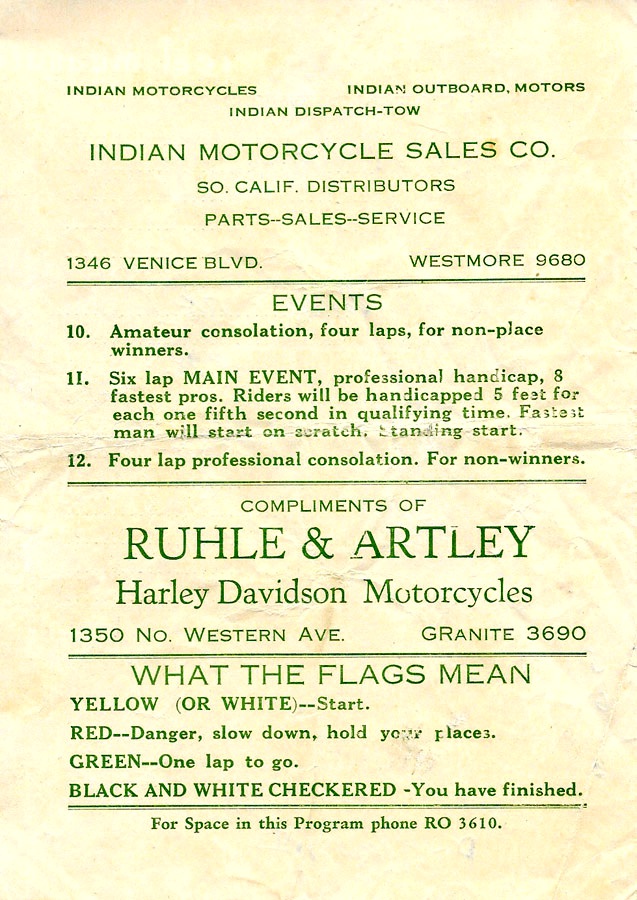 INDIAN MOTORCYCLES INDIAN OUTBOARD, MOTORS
INDIAN DISPATCH-TOW
INDIAN MOTORCYCLE SALES CO.
SO. CALIF. DISTRIBUTORS
PARTS--SALES--SERVICE
1346 VENICE BLVD. WESTMORE 9680
EVENTS
10. Amateur consolation, four laps, for non-place
winners.
11. Six lap MAIN EVENT, professional handicap, 8
fastest pros. Riders will be handicapped 5 feet for
each one fifth second in qualifying time. Fastest
man will start on scratch. Standing start.
12. Four lap professional consolation. For non-winners.
COMPLIMENTS OF
RUHLE & ARTLEY
Harley Davidson Motorcycles
1350 No. Western Ave. GRanite 3690
WHAT THE FLAGS MEAN
YELLOW (OR WHITE)--Start.
RED--Danger, slow down, hold your places.
GREEN--One lap to go.
BLACK AND WHITE CHECKERED -You have finished.
For Space in this Program phone RO 3610.